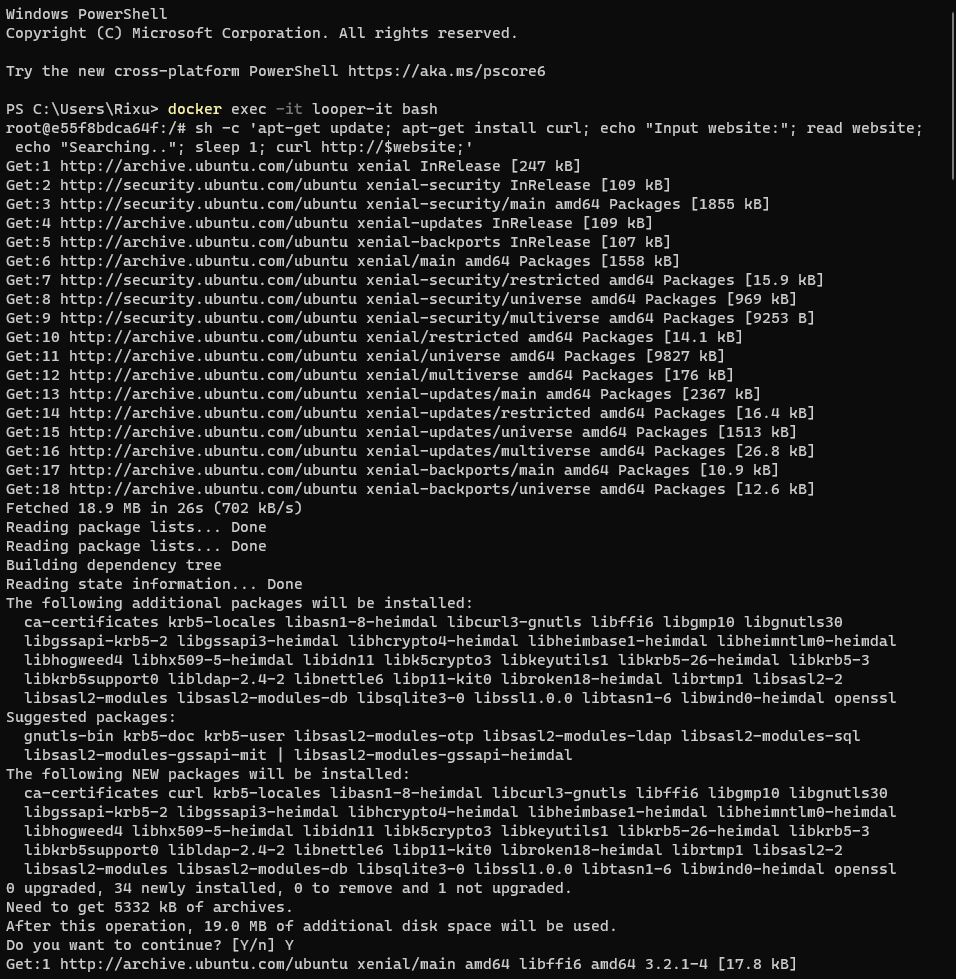 Windows PowerShell
Copyright (C) Microsoft Corporation. All rights reserved.
Try the new cross-platform PowerShell https://aka.ms/pscore6
PS C:\Users\Rixu> docker exec -it looper-it bash
root@e55f8bdca64f:/# sh -c 'apt-get update; apt-get install curl; echo "Input website:"; read website;
 echo "Searching.."; sleep 1; curl http://$website;'
Get:1 http://archive.ubuntu.com/ubuntu xenial InRelease [247 kB]
Get:2 http://security.ubuntu.com/ubuntu xenial-security InRelease [109 kB]
Get:3 http://security.ubuntu.com/ubuntu xenial-security/main amd64 Packages [1855 kB]
Get:4 http://archive.ubuntu.com/ubuntu xenial-updates InRelease [109 kB]
Get:5 http://archive.ubuntu.com/ubuntu xenial-backports InRelease [107 kB]
Get:6 http://archive.ubuntu.com/ubuntu xenial/main amd64 Packages [1558 kB]
Get:7 http://security.ubuntu.com/ubuntu xenial-security/restricted amd64 Packages [15.9 kB]
Get:8 http://security.ubuntu.com/ubuntu xenial-security/universe amd64 Packages [969 kB]
Get:9 http://security.ubuntu.com/ubuntu xenial-security/multiverse amd64 Packages [9253 B]
Get:10 http://archive.ubuntu.com/ubuntu xenial/restricted amd64 Packages [14.1 kB]
Get:11 http://archive.ubuntu.com/ubuntu xenial/universe amd64 Packages [9827 kB]
Get:12 http://archive.ubuntu.com/ubuntu xenial/multiverse amd64 Packages [176 kB]
Get:13 http://archive.ubuntu.com/ubuntu xenial-updates/main amd64 Packages [2367 kB]
Get:14 http://archive.ubuntu.com/ubuntu xenial-updates/restricted amd64 Packages [16.4 kB]
Get:15 http://archive.ubuntu.com/ubuntu xenial-updates/universe amd64 Packages [1513 kB]
Get:16 http://archive.ubuntu.com/ubuntu xenial-updates/multiverse amd64 Packages [26.8 kB]
Get:17 http://archive.ubuntu.com/ubuntu xenial-backports/main amd64 Packages [10.9 kB]
Get:18 http://archive.ubuntu.com/ubuntu xenial-backports/universe amd64 Packages [12.6 kB]
Fetched 18.9 MB in 26s (702 kB/s)
Reading package lists... Done
Reading package lists... Done
Building dependency tree
Reading state information... Done
The following additional packages will be installed:
  ca-certificates krb5-locales libasn1-8-heimdal libcurl3-gnutls libffi6 libgmp10 libgnutls30
  libgssapi-krb5-2 libgssapi3-heimdal libhcrypto4-heimdal libheimbase1-heimdal libheimntlm0-heimdal
  libhogweed4 libhx509-5-heimdal libidn11 libk5crypto3 libkeyutils1 libkrb5-26-heimdal libkrb5-3
  libkrb5support0 libldap-2.4-2 libnettle6 libp11-kit0 libroken18-heimdal librtmp1 libsasl2-2
  libsasl2-modules libsasl2-modules-db libsqlite3-0 libssl1.0.0 libtasn1-6 libwind0-heimdal openssl
Suggested packages:
  gnutls-bin krb5-doc krb5-user libsasl2-modules-otp libsasl2-modules-ldap libsasl2-modules-sql
  libsasl2-modules-gssapi-mit | libsasl2-modules-gssapi-heimdal
The following NEW packages will be installed:
  ca-certificates curl krb5-locales libasn1-8-heimdal libcurl3-gnutls libffi6 libgmp10 libgnutls30
  libgssapi-krb5-2 libgssapi3-heimdal libhcrypto4-heimdal libheimbase1-heimdal libheimntlm0-heimdal
  libhogweed4 libhx509-5-heimdal libidn11 libk5crypto3 libkeyutils1 libkrb5-26-heimdal libkrb5-3
  libkrb5support0 libldap-2.4-2 libnettle6 libp11-kit0 libroken18-heimdal librtmp1 libsasl2-2
  libsasl2-modules libsasl2-modules-db libsqlite3-0 libssl1.0.0 libtasn1-6 libwind0-heimdal openssl
0 upgraded, 34 newly installed, 0 to remove and 1 not upgraded.
Need to get 5332 kB of archives.
After this operation, 19.0 MB of additional disk space will be used.
Do you want to continue? [Y/n] Y
Get:1 http://archive.ubuntu.com/ubuntu xenial/main amd64 libffi6 amd64 3.2.1-4 [17.8 kB]